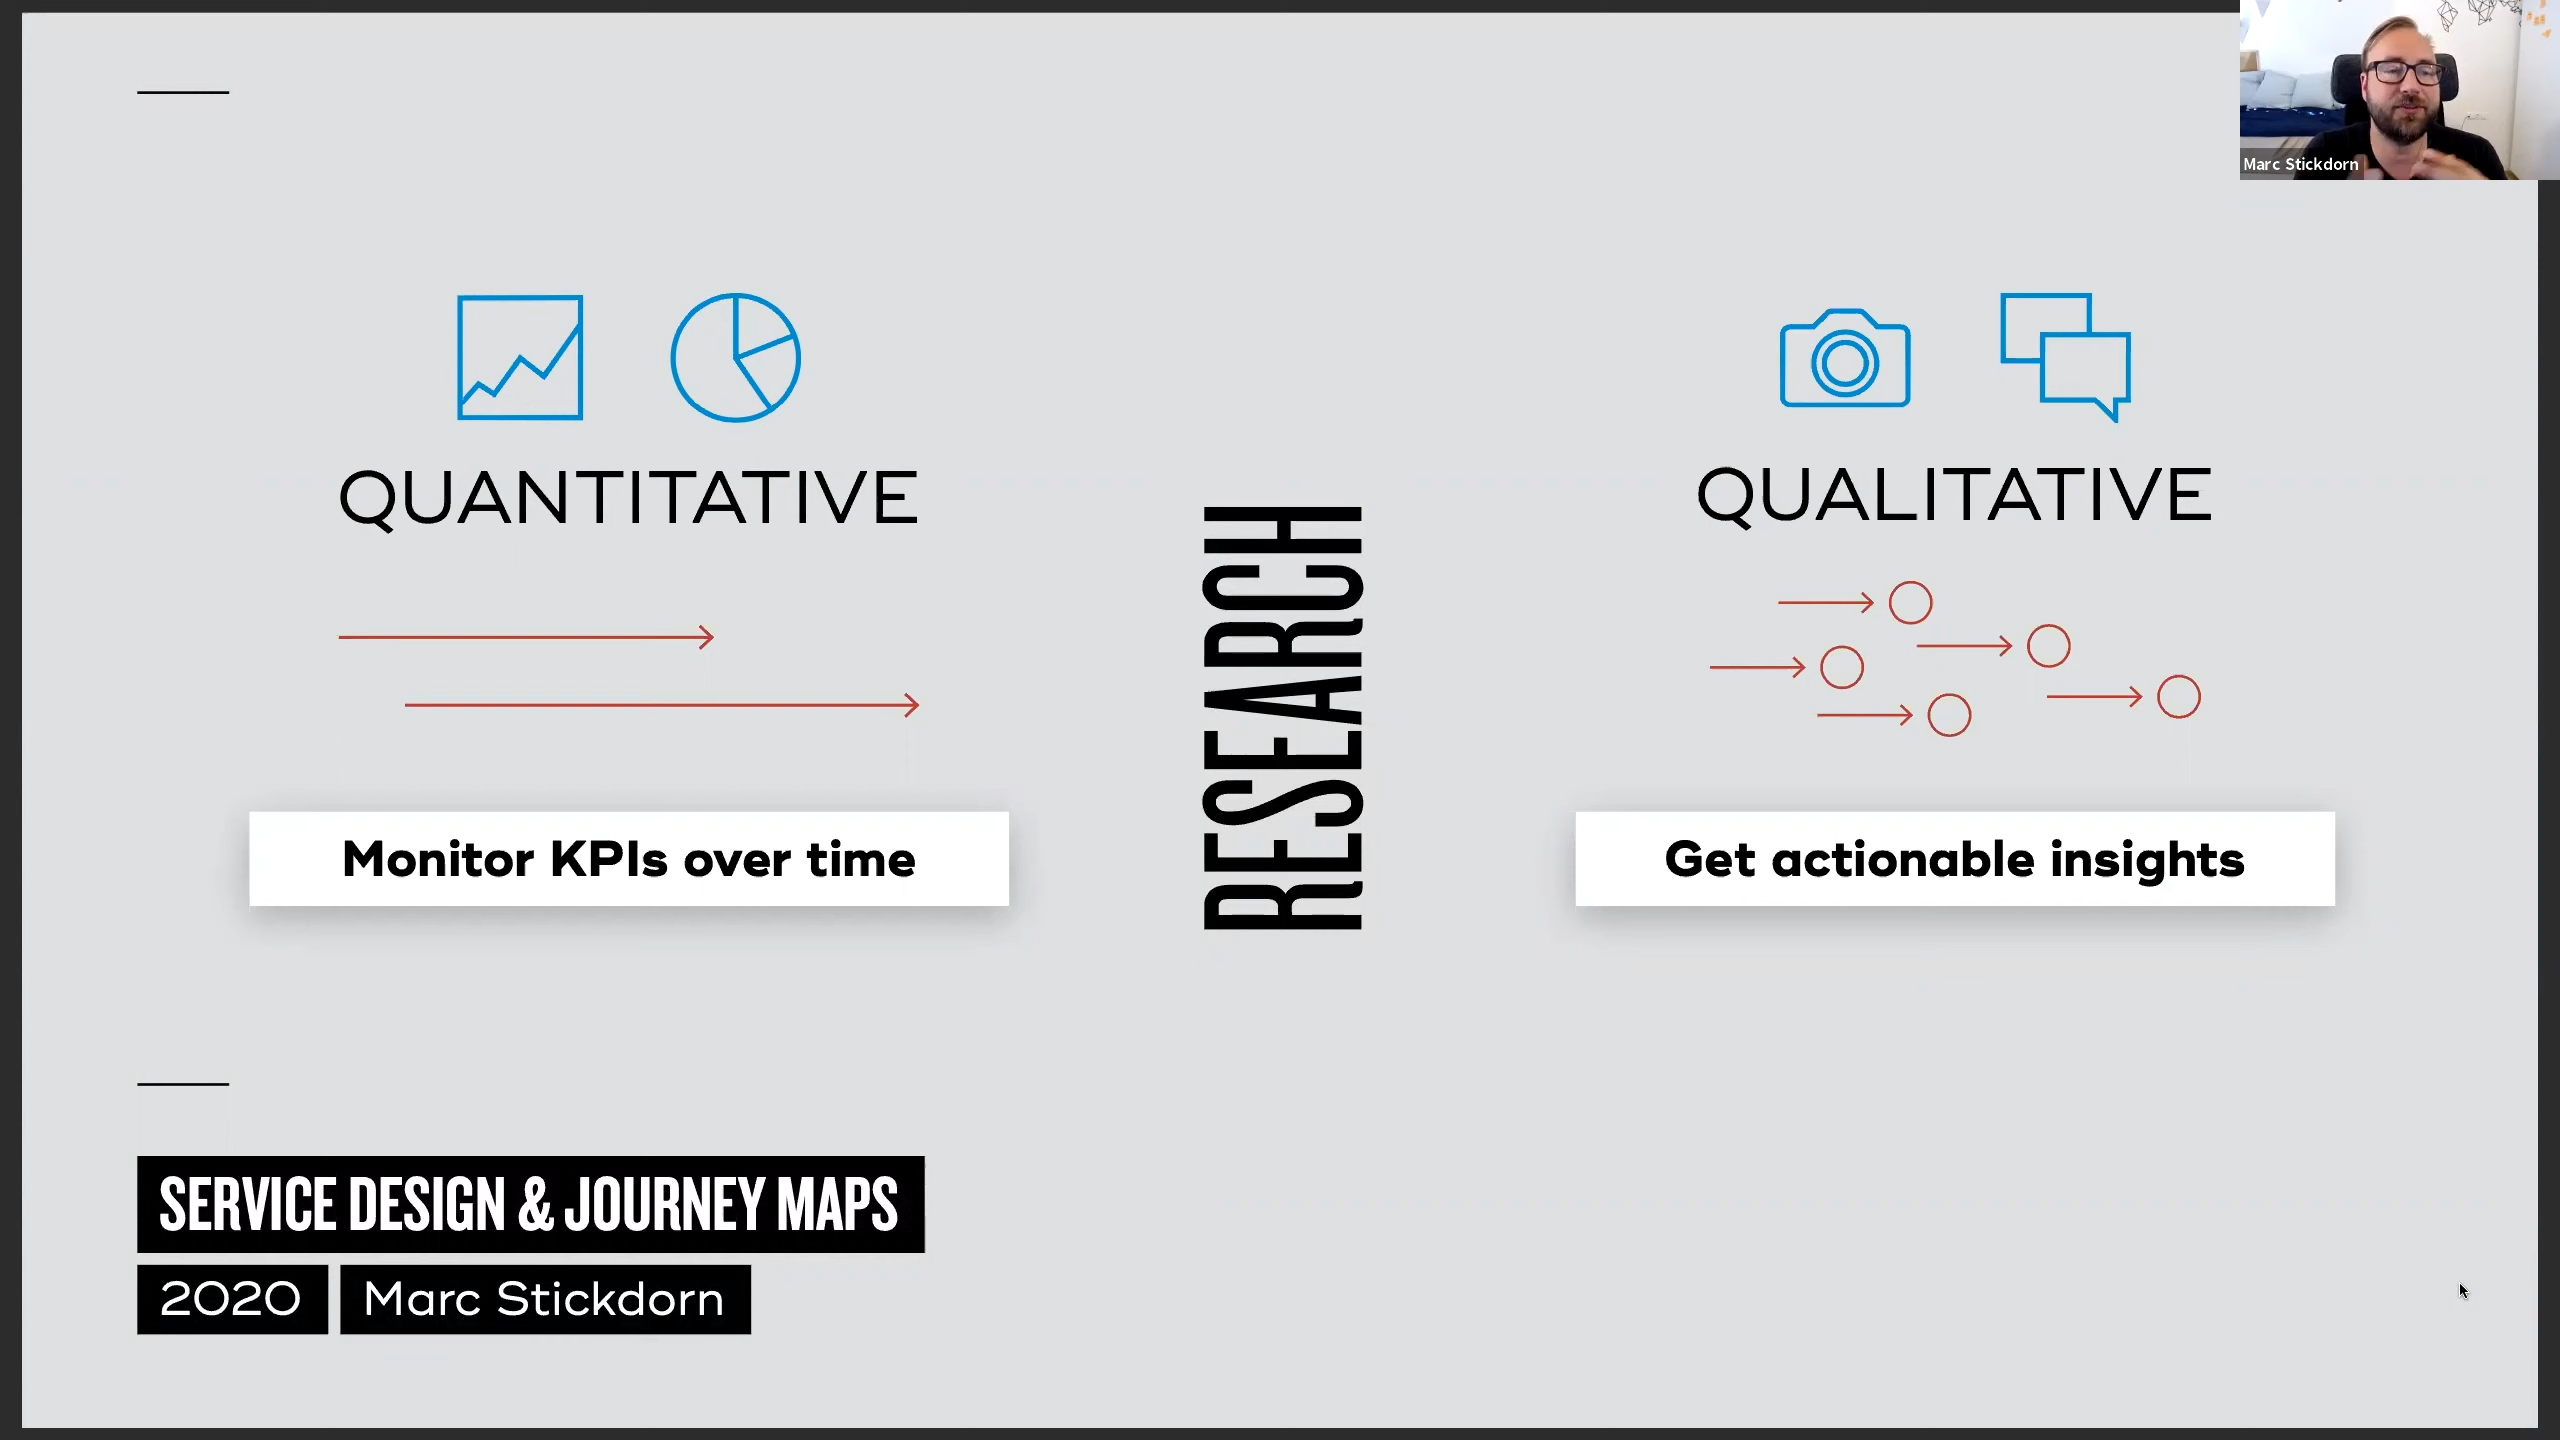 Marc Stickdorn
QUANTITATIVE
QUALITATIVE
RESEARCH
Monitor KPIs over time
Get actionable insights
SERVICE DESIGN & JOURNEY MAPS
2020
Marc Stickdorn